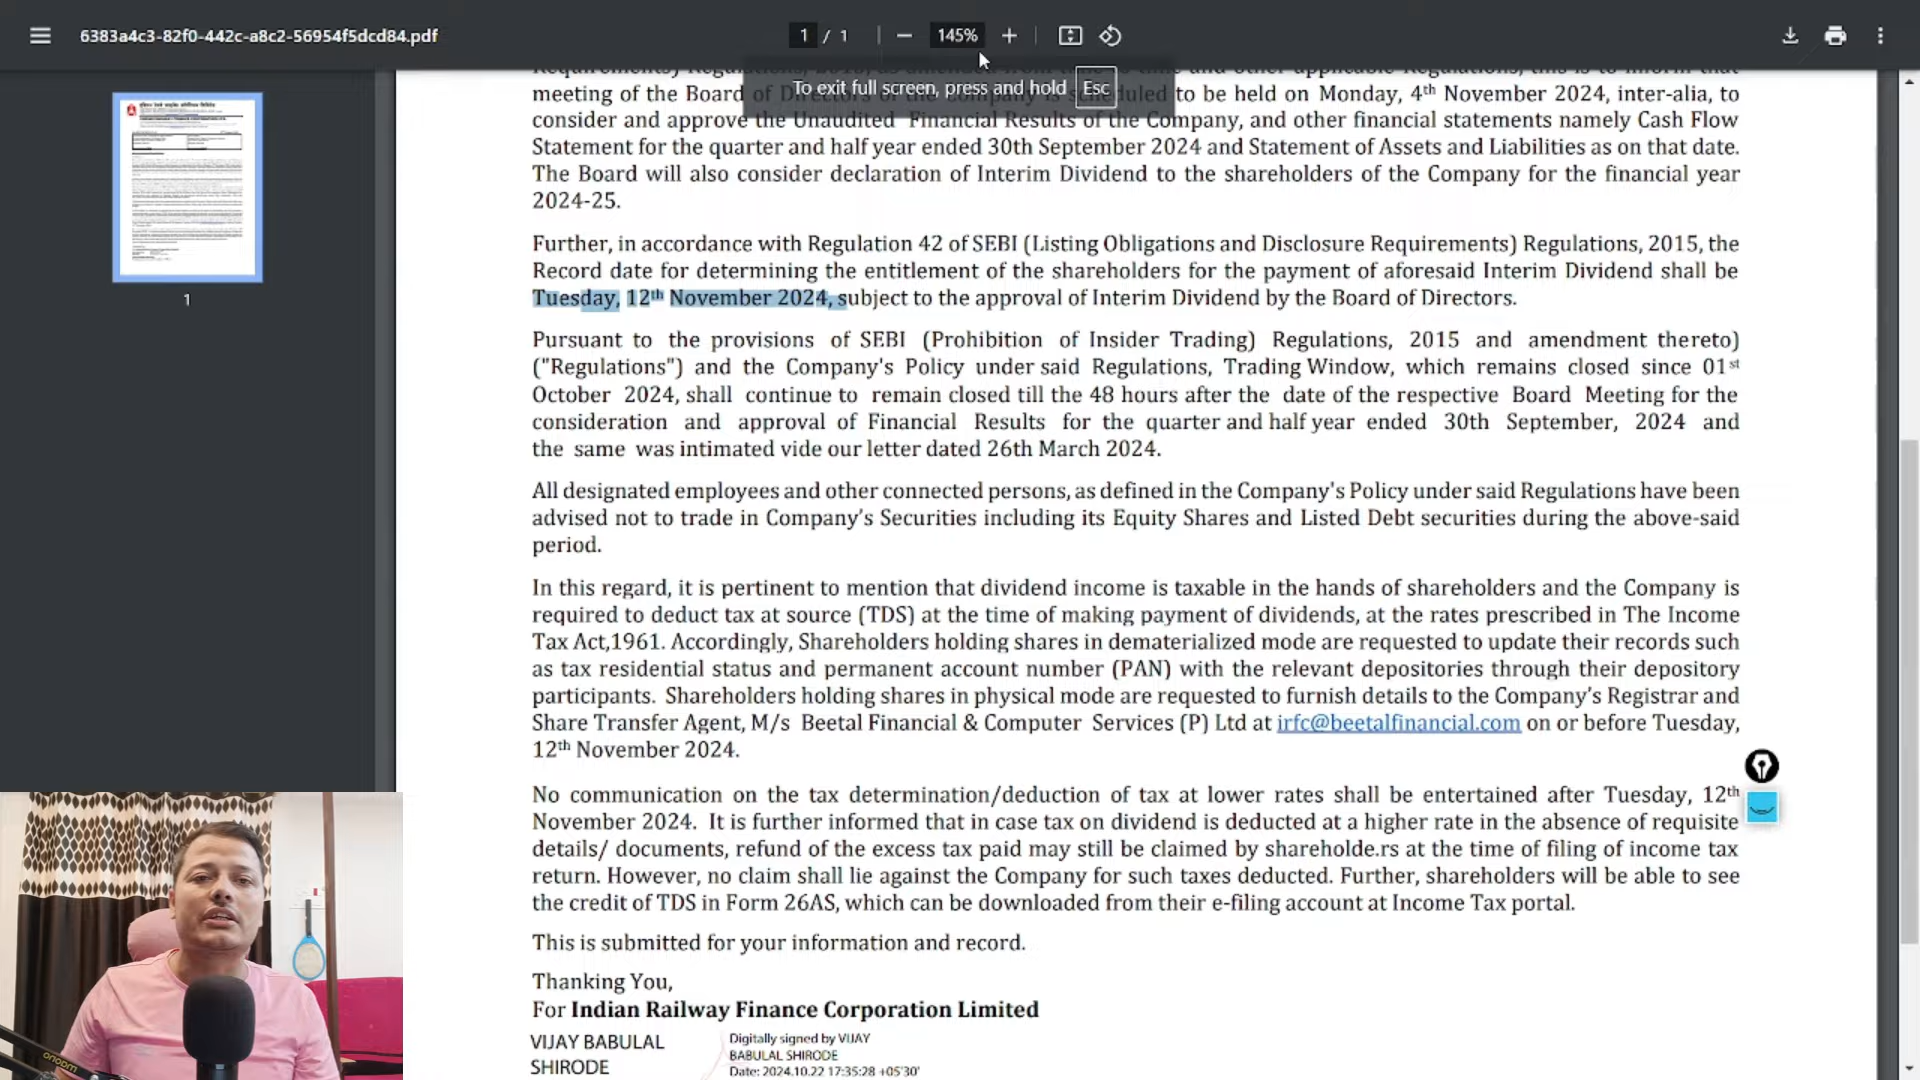 6383a4c3-82f0-442c-a8c2-56954f5dcd84.pdf
1 / 1
145%
To exit full screen, press and hold Esc
meeting of the Board of Directors of the Company is scheduled to be held on Monday, 4th November 2024, inter-alia, to
consider and approve the Unaudited Financial Results of the Company, and other financial statements namely Cash Flow
Statement for the quarter and half year ended 30th September 2024 and Statement of Assets and Liabilities as on that date.
The Board will also consider declaration of Interim Dividend to the shareholders of the Company for the financial year
2024-25.
Further, in accordance with Regulation 42 of SEBI (Listing Obligations and Disclosure Requirements) Regulations, 2015, the
Record date for determining the entitlement of the shareholders for the payment of aforesaid Interim Dividend shall be
Tuesday, 12th November 2024, subject to the approval of Interim Dividend by the Board of Directors.
Pursuant to the provisions of SEBI (Prohibition of Insider Trading) Regulations, 2015 and amendment thereto)
("Regulations") and the Company's Policy under said Regulations, Trading Window, which remains closed since 01st
October 2024, shall continue to remain closed till the 48 hours after the date of the respective Board Meeting for the
consideration and approval of Financial Results for the quarter and half year ended 30th September, 2024 and
the same was intimated vide our letter dated 26th March 2024.
All designated employees and other connected persons, as defined in the Company's Policy under said Regulations have been
advised not to trade in Company's Securities including its Equity Shares and Listed Debt securities during the above-said
period.
In this regard, it is pertinent to mention that dividend income is taxable in the hands of shareholders and the Company is
required to deduct tax at source (TDS) at the time of making payment of dividends, at the rates prescribed in The Income
Tax Act,1961. Accordingly, Shareholders holding shares in dematerialized mode are requested to update their records such
as tax residential status and permanent account number (PAN) with the relevant depositories through their depository
participants. Shareholders holding shares in physical mode are requested to furnish details to the Company's Registrar and
Share Transfer Agent, M/s Beetal Financial & Computer Services (P) Ltd at irfc@beetalfinancial.com on or before Tuesday,
12th November 2024.
No communication on the tax determination/deduction of tax at lower rates shall be entertained after Tuesday, 12th
November 2024. It is further informed that in case tax on dividend is deducted at a higher rate in the absence of requisite
details/ documents, refund of the excess tax paid may still be claimed by shareholde.rs at the time of filing of income tax
return. However, no claim shall lie against the Company for such taxes deducted. Further, shareholders will be able to see
the credit of TDS in Form 26AS, which can be downloaded from their e-filing account at Income Tax portal.
This is submitted for your information and record.
Thanking You,
For Indian Railway Finance Corporation Limited
VIJAY BABULAL
SHIRODE
Digitally signed by VIJAY
BABULAL SHIRODE
Date: 2024.10.22 17:35:28 +05'30'
1